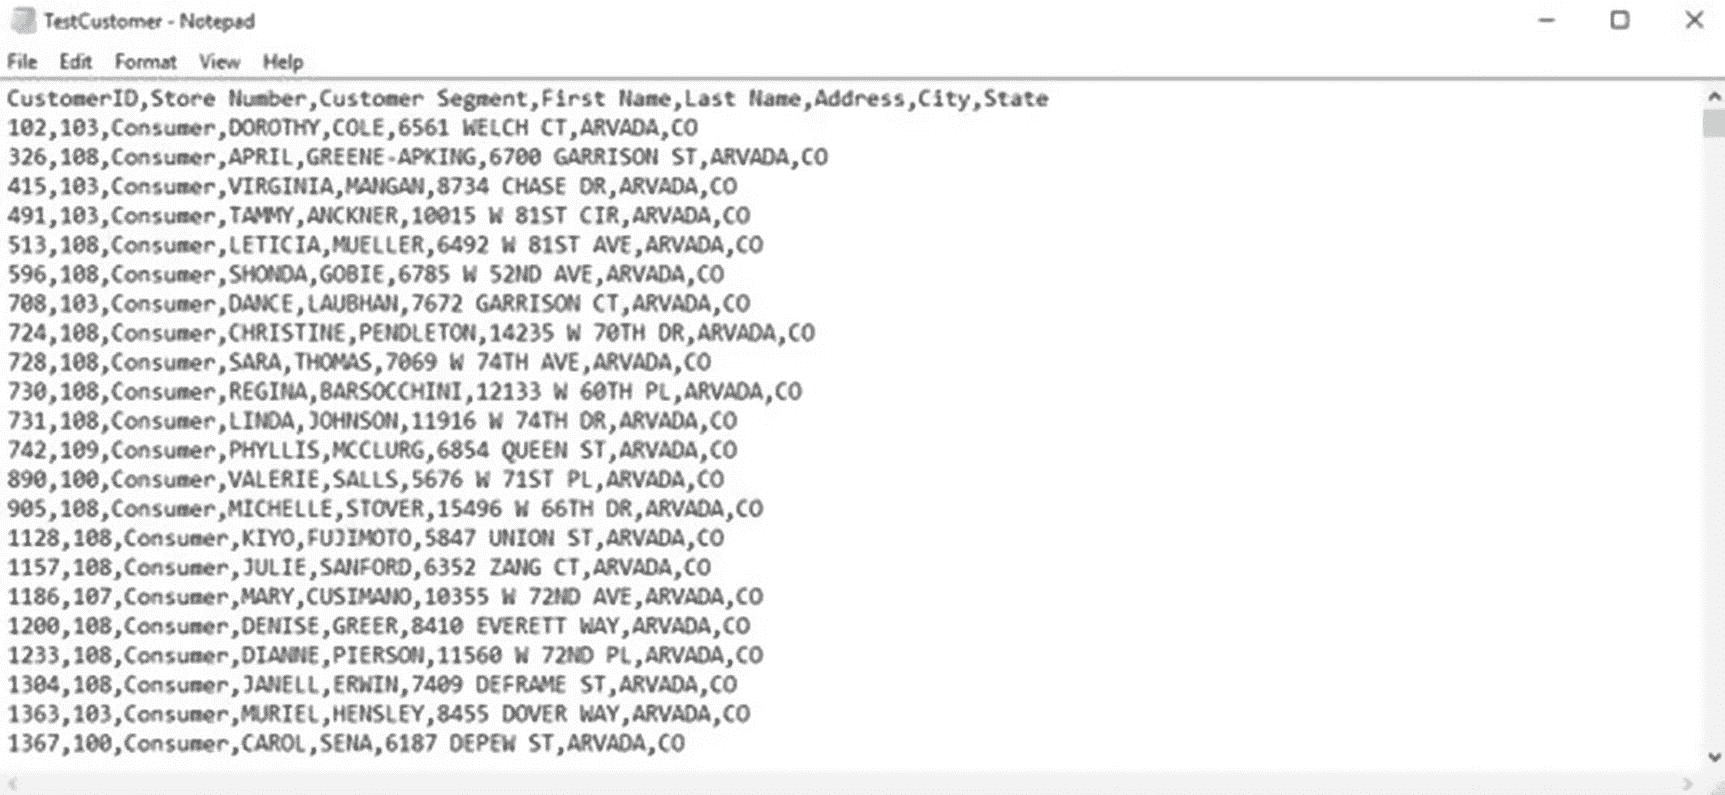 TestCustomer - Notepad
File Edit Format View Help
CustomerID,Store Number,Customer Segment,First Name,Last Name,Address,City,State
102,103,Consumer,DOROTHY,COLE,6561 WELCH CT,ARVADA,CO
326,108,Consumer,APRIL,GREENE-APKING,6700 GARRISON ST,ARVADA,CO
415,103,Consumer,VIRGINIA,MANGAN,8734 CHASE DR,ARVADA,CO
491,103,Consumer,TAMMY,ANCKNER,10015 W 81ST CIR,ARVADA,CO
513,108,Consumer,LETICIA,MUELLER,6492 W 81ST AVE,ARVADA,CO
596,108,Consumer,SHONDA,GOBIE,6785 W 52ND AVE,ARVADA,CO
708,103,Consumer,DANCE,LAUBHAN,7672 GARRISON CT,ARVADA,CO
724,108,Consumer,CHRISTINE,PENDLETON,14235 W 70TH DR,ARVADA,CO
728,108,Consumer,SARA,THOMAS,7069 W 74TH AVE,ARVADA,CO
730,108,Consumer,REGINA,BARSOCCHINI,12133 W 60TH PL,ARVADA,CO
731,108,Consumer,LINDA,JOHNSON,11916 W 74TH DR,ARVADA,CO
742,109,Consumer,PHYLLIS,MCCLURG,6854 QUEEN ST,ARVADA,CO
890,100,Consumer,VALERIE,SALLS,5676 W 71ST PL,ARVADA,CO
905,108,Consumer,MICHELLE,STOVER,15496 W 66TH DR,ARVADA,CO
1128,108,Consumer,KIYO,FUJIMOTO,5847 UNION ST,ARVADA,CO
1157,108,Consumer,JULIE,SANFORD,6352 ZANG CT,ARVADA,CO
1186,107,Consumer,MARY,CUSIMANO,10355 W 72ND AVE,ARVADA,CO
1200,108,Consumer,DENISE,GREER,8410 EVERETT WAY,ARVADA,CO
1233,108,Consumer,DIANNE,PIERSON,11560 W 72ND PL,ARVADA,CO
1304,108,Consumer,JANELL,ERWIN,7409 DEFRAME ST,ARVADA,CO
1363,103,Consumer,MURIEL,HENSLEY,8455 DOVER WAY,ARVADA,CO
1367,100,Consumer,CAROL,SENA,6187 DEPEW ST,ARVADA,CO